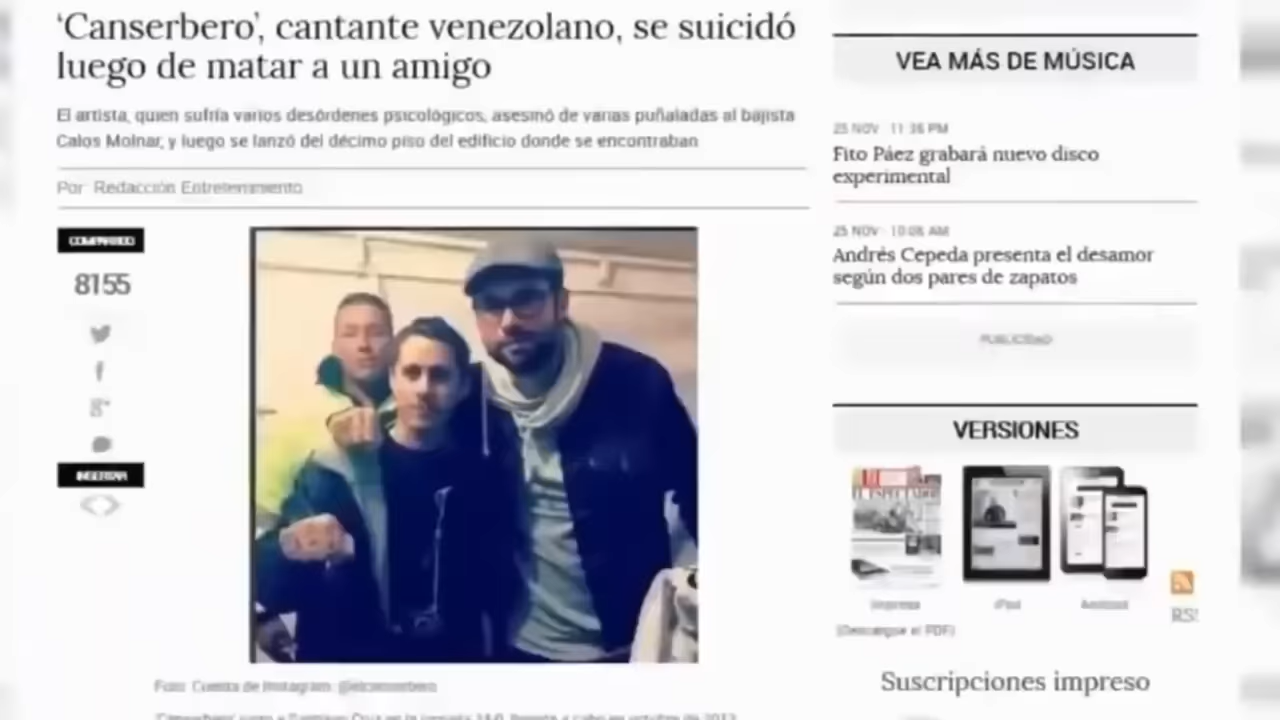 ‘Canserbero’, cantante venezolano, se suicidó
luego de matar a un amigo
El artista, quien sufría varios desórdenes psicológicos, asesinó de varias puñaladas al bajista
Calos Molnar, y luego se lanzó del décimo piso del edificio donde se encontraban
Por: Redacción Entretenimiento
COMPARTIDO
8155
INSERTAR
Foto: Cuenta de Instagram: @elcanserbero
VEA MÁS DE MÚSICA
25 NOV 11:36 PM
Fito Páez grabará nuevo disco
experimental
25 NOV 10:06 AM
Andrés Cepeda presenta el desamor
según dos pares de zapatos
PUBLICIDAD
VERSIONES
EL ESPECTADOR
Impresa
iPad
Android
(Descargue el PDF)
RSS
Suscripciones impreso